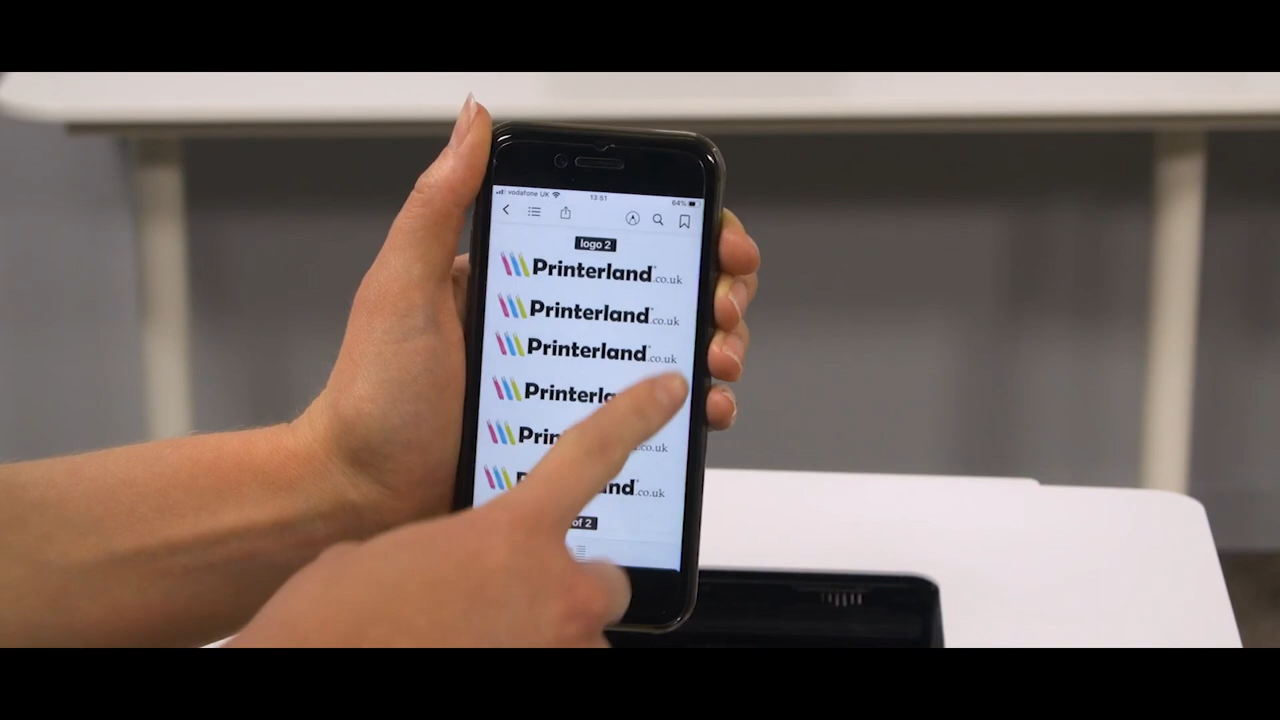 vodafone UK 13:51 64%
logo 2
Printerland.co.uk
Printerland.co.uk
Printerland.co.uk
Printerla
Prin .co.uk
nd.co.uk
of 2